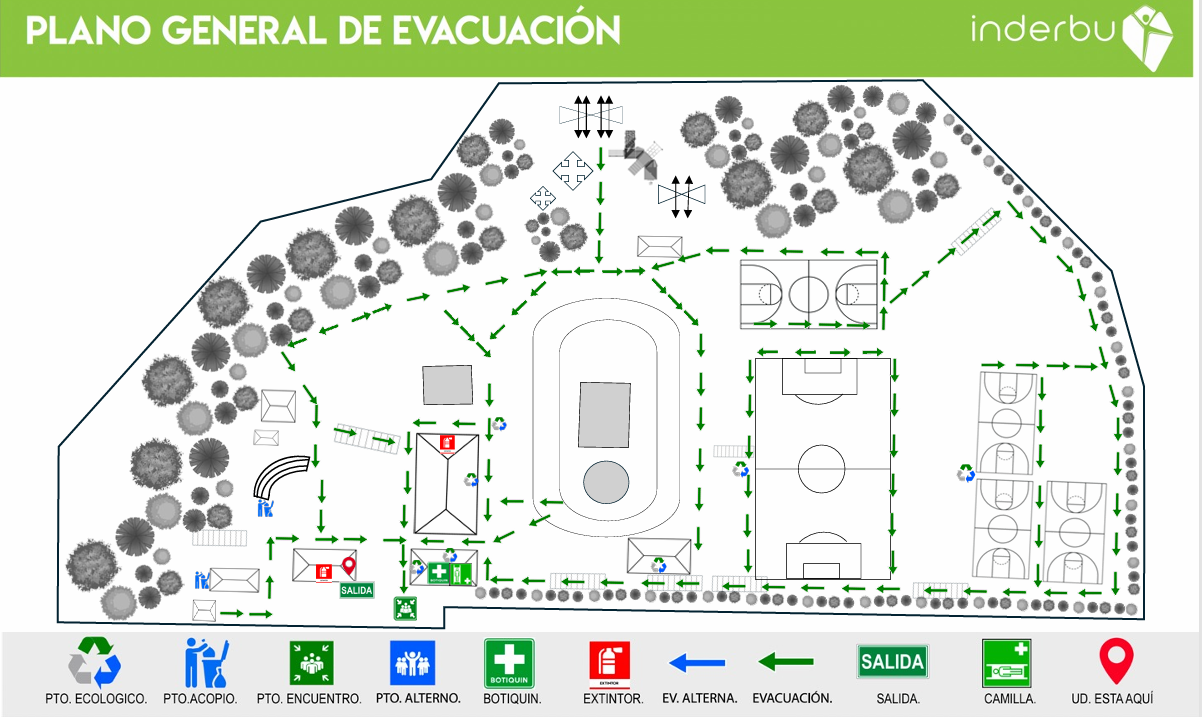 PLANO GENERAL DE EVACUACIÓN
inderbu
SALIDA
BOTIQUIN
PTO. ECOLOGICO.
PTO.ACOPIO.
PTO. ENCUENTRO.
PTO. ALTERNO.
BOTIQUIN
BOTIQUIN.
EXTINTOR
EXTINTOR.
EV. ALTERNA.
EVACUACIÓN.
SALIDA
SALIDA.
CAMILLA.
UD. ESTA AQUÍ